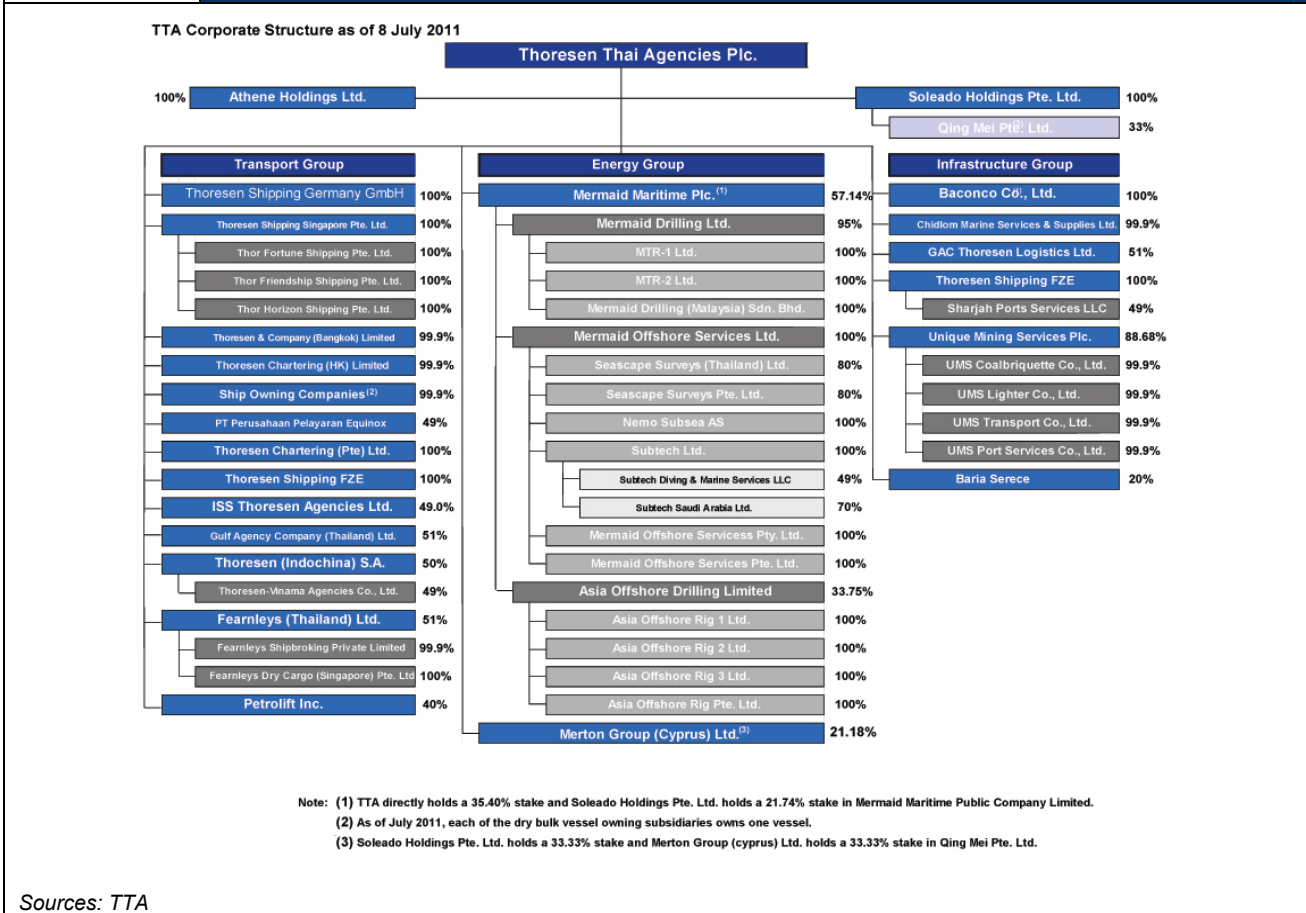 TTA Corporate Structure as of 8 July 2011
Thoresen Thai Agencies Plc.
100% Athene Holdings Ltd.
Soleado Holdings Pte. Ltd. 100%
Qing Mei Pte. Ltd. 33%
Transport Group
Thoresen Shipping Germany GmbH 100%
Thoresen Shipping Singapore Pte. Ltd. 100%
Thor Fortune Shipping Pte. Ltd. 100%
Thor Friendship Shipping Pte. Ltd. 100%
Thor Horizon Shipping Pte. Ltd. 100%
Thoresen & Company (Bangkok) Limited 99.9%
Thoresen Chartering (HK) Limited 99.9%
Ship Owning Companies(2) 99.9%
PT Perusahaan Pelayaran Equinox 49%
Thoresen Chartering (Pte) Ltd. 100%
Thoresen Shipping FZE 100%
ISS Thoresen Agencies Ltd. 49.0%
Gulf Agency Company (Thailand) Ltd. 51%
Thoresen (Indochina) S.A. 50%
Thoresen-Vinama Agencies Co., Ltd. 49%
Fearnleys (Thailand) Ltd. 51%
Fearnleys Shipbroking Private Limited 99.9%
Fearnleys Dry Cargo (Singapore) Pte. Ltd 100%
Petrolift Inc. 40%
Energy Group
Mermaid Maritime Plc.(1) 57.14%
Mermaid Drilling Ltd. 95%
MTR-1 Ltd. 100%
MTR-2 Ltd. 100%
Mermaid Drilling (Malaysia) Sdn. Bhd. 100%
Mermaid Offshore Services Ltd. 100%
Seascape Surveys (Thailand) Ltd. 80%
Seascape Surveys Pte. Ltd. 80%
Nemo Subsea AS 100%
Subtech Ltd. 100%
Subtech Diving & Marine Services LLC 49%
Subtech Saudi Arabia Ltd. 70%
Mermaid Offshore Servicess Pty. Ltd. 100%
Mermaid Offshore Services Pte. Ltd. 100%
Asia Offshore Drilling Limited 33.75%
Asia Offshore Rig 1 Ltd. 100%
Asia Offshore Rig 2 Ltd. 100%
Asia Offshore Rig 3 Ltd. 100%
Asia Offshore Rig Pte. Ltd. 100%
Merton Group (Cyprus) Ltd.(3) 21.18%
Infrastructure Group
Baconco Co., Ltd. 100%
Chidlom Marine Services & Supplies Ltd. 99.9%
GAC Thoresen Logistics Ltd. 51%
Thoresen Shipping FZE 100%
Sharjah Ports Services LLC 49%
Unique Mining Services Plc. 88.68%
UMS Coalbriquette Co., Ltd. 99.9%
UMS Lighter Co., Ltd. 99.9%
UMS Transport Co., Ltd. 99.9%
UMS Port Services Co., Ltd. 99.9%
Baria Serece 20%
Note: (1) TTA directly holds a 35.40% stake and Soleado Holdings Pte. Ltd. holds a 21.74% stake in Mermaid Maritime Public Company Limited.
(2) As of July 2011, each of the dry bulk vessel owning subsidiaries owns one vessel.
(3) Soleado Holdings Pte. Ltd. holds a 33.33% stake and Merton Group (cyprus) Ltd. holds a 33.33% stake in Qing Mei Pte. Ltd.
Sources: TTA